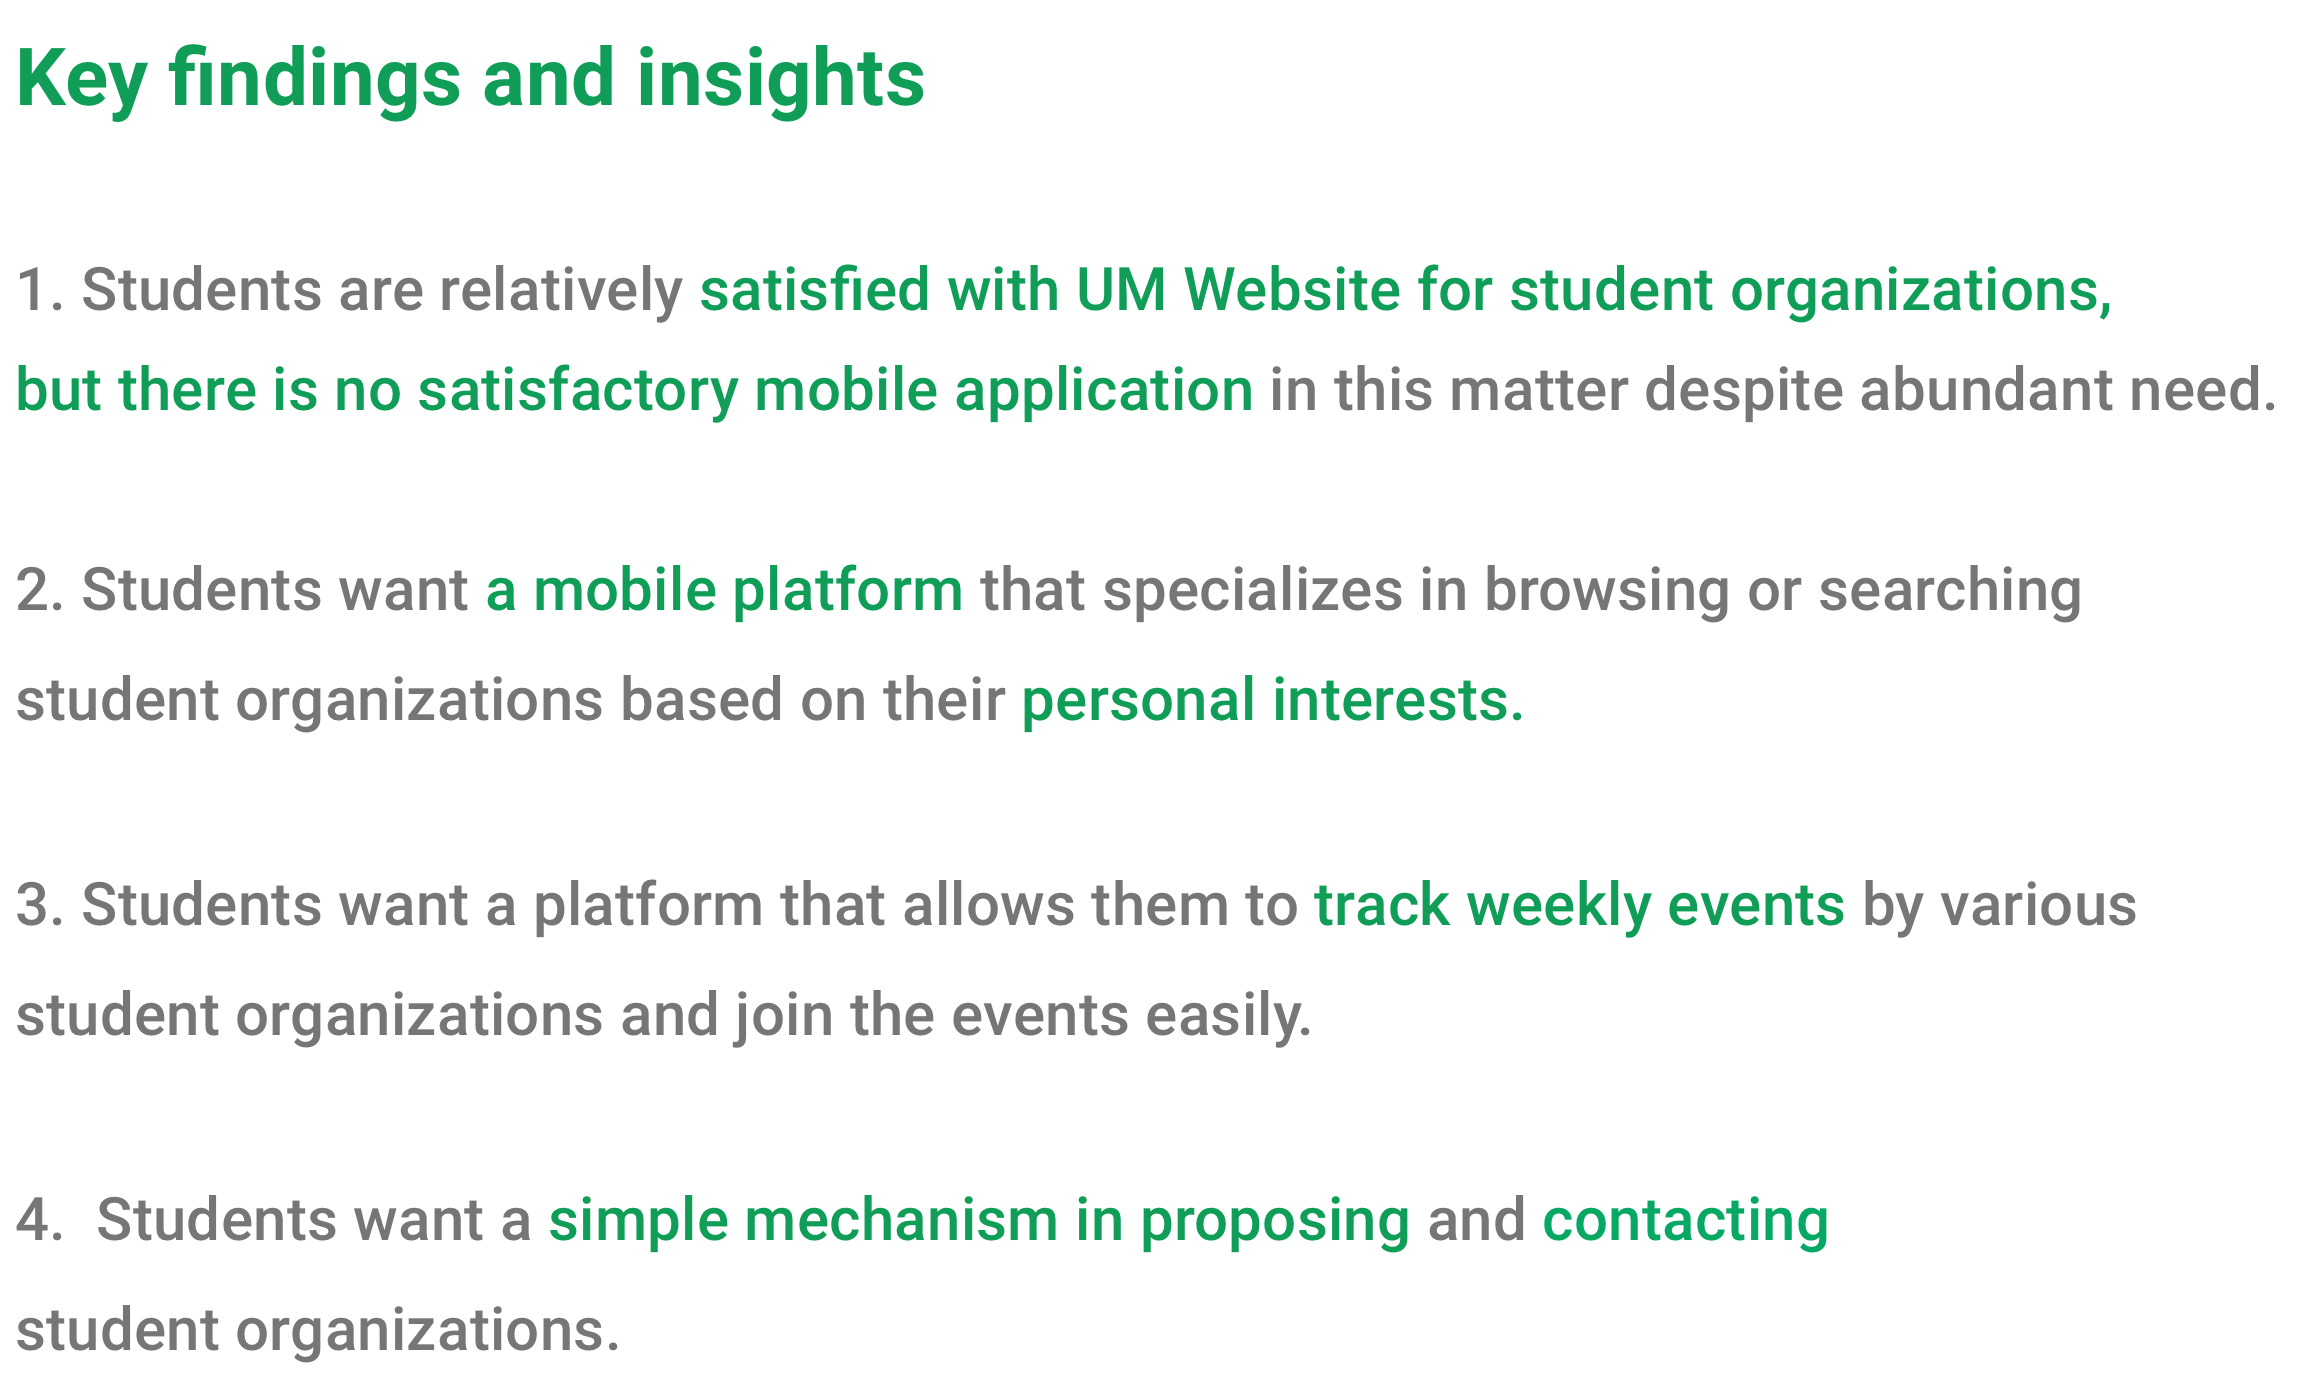 Key findings and insights
1. Students are relatively satisfied with UM Website for student organizations,
but there is no satisfactory mobile application in this matter despite abundant need.
2. Students want a mobile platform that specializes in browsing or searching
student organizations based on their personal interests.
3. Students want a platform that allows them to track weekly events by various
student organizations and join the events easily.
4.  Students want a simple mechanism in proposing and contacting
student organizations.